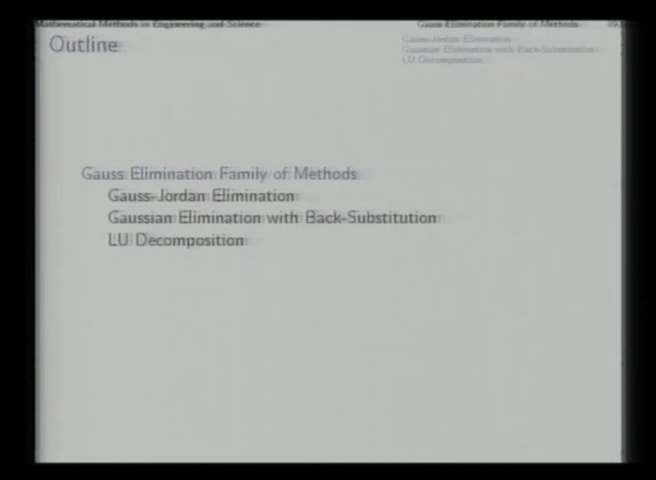 Mathematical Methods in Engineering and Science
Gauss Elimination Family of Methods
Outline
Gauss-Jordan Elimination
Gaussian Elimination with Back-Substitution
LU Decomposition
Gauss Elimination Family of Methods
Gauss-Jordan Elimination
Gaussian Elimination with Back-Substitution
LU Decomposition